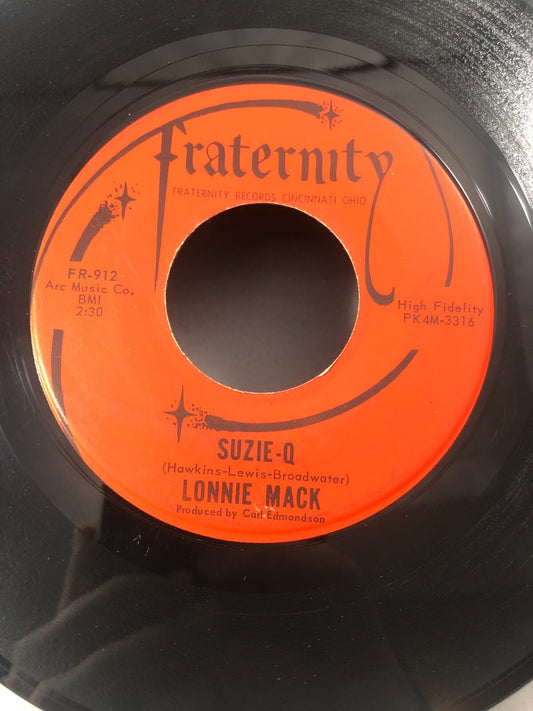 Fraternity
FRATERNITY RECORDS CINCINNATI OHIO
FR-912
Arc Music Co.
BMI
2:30
High Fidelity
PK4M-3316
SUZIE-Q
(Hawkins-Lewis-Broadwater)
LONNIE MACK
Produced by Carl Edmondson